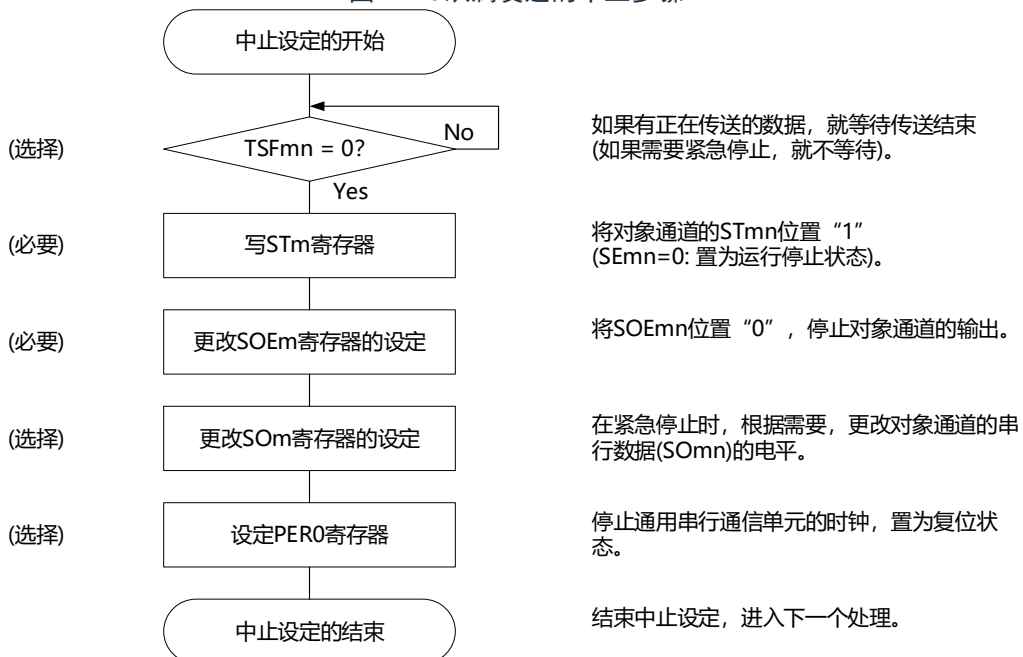 中止设定的开始
No
(选择)
TSFmn = 0?
如果有正在传送的数据，就等待传送结束
(如果需要紧急停止，就不等待)。
Yes
(必要)
写STm寄存器
将对象通道的STmn位置“1”
(SEmn=0: 置为运行停止状态)。
(必要)
更改SOEm寄存器的设定
将SOEmn位置“0”，停止对象通道的输出。
(选择)
更改SOm寄存器的设定
在紧急停止时，根据需要，更改对象通道的串
行数据(SOmn)的电平。
(选择)
设定PER0寄存器
停止通用串行通信单元的时钟，置为复位状
态。
中止设定的结束
结束中止设定，进入下一个处理。